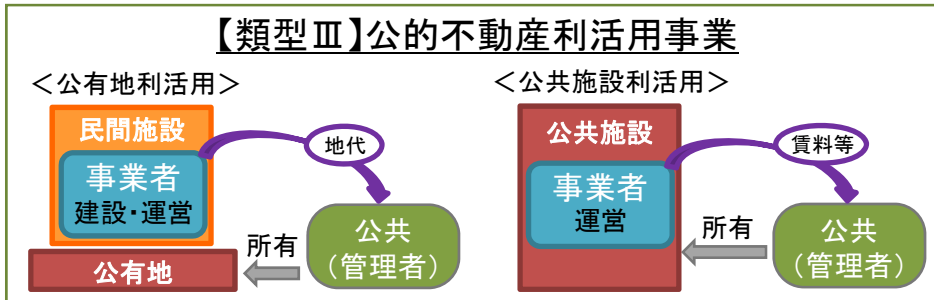 【類型Ⅲ】公的不動産利活用事業
＜公有地利活用＞
民間施設
事業者
建設・運営
公有地
地代
所有
公共
（管理者）
＜公共施設利活用＞
公共施設
事業者
運営
賃料等
所有
公共
（管理者）